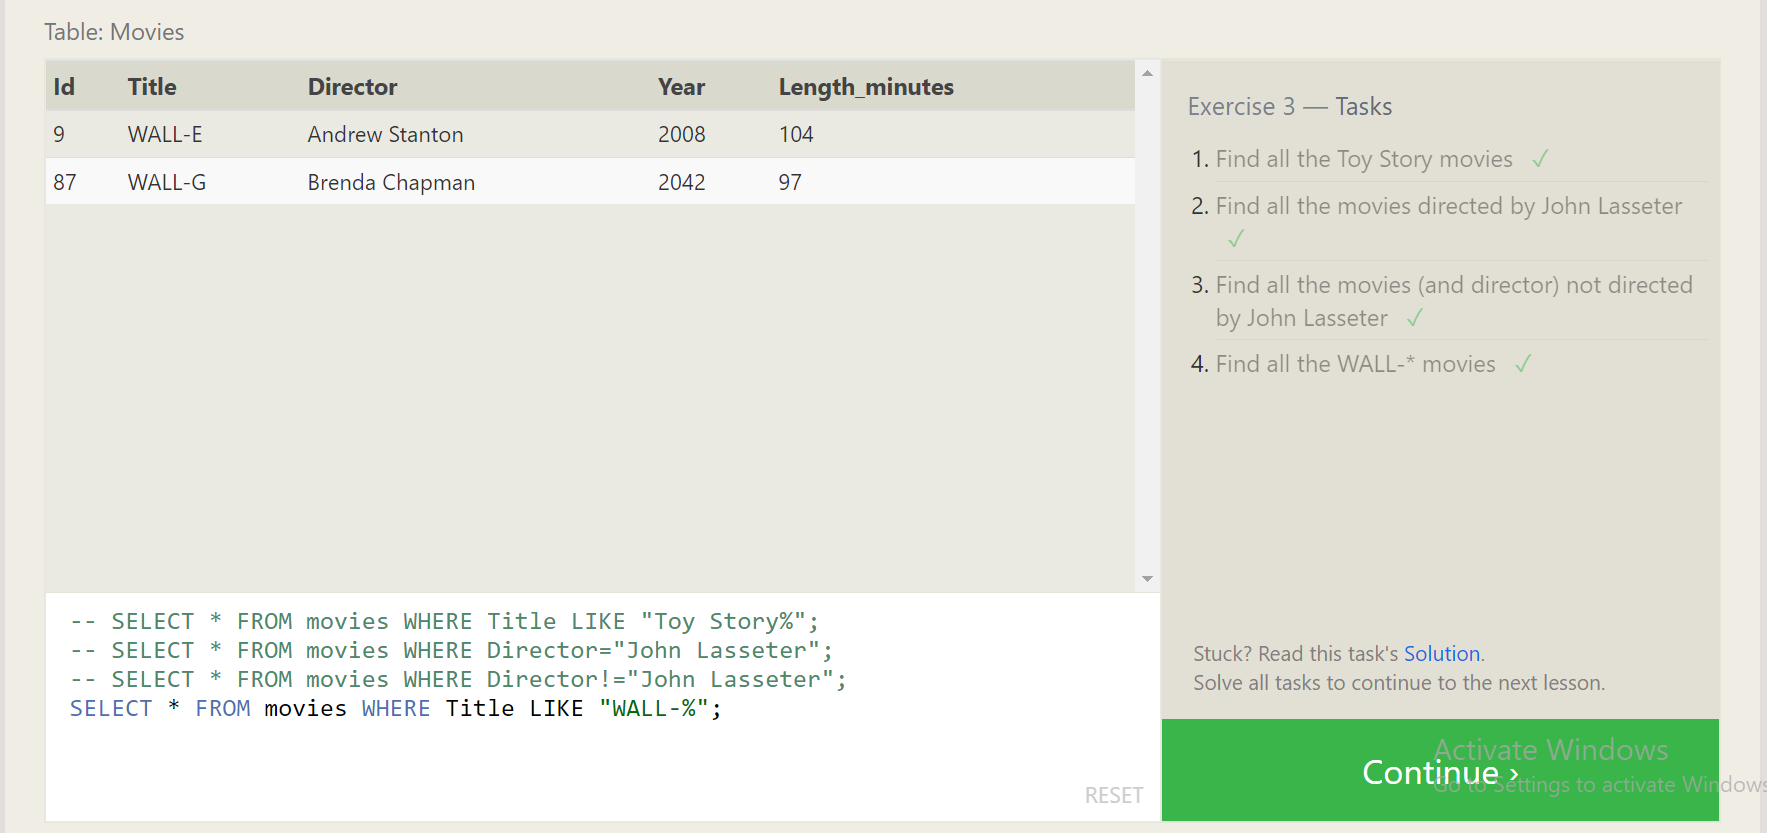 Table: Movies
Id Title Director Year Length_minutes
9 WALL-E Andrew Stanton 2008 104
87 WALL-G Brenda Chapman 2042 97
-- SELECT * FROM movies WHERE Title LIKE "Toy Story%";
-- SELECT * FROM movies WHERE Director="John Lasseter";
-- SELECT * FROM movies WHERE Director!="John Lasseter";
SELECT * FROM movies WHERE Title LIKE "WALL-%";
RESET
Exercise 3 — Tasks
1. Find all the Toy Story movies ✓
2. Find all the movies directed by John Lasseter
✓
3. Find all the movies (and director) not directed
by John Lasseter ✓
4. Find all the WALL-* movies ✓
Stuck? Read this task's Solution.
Solve all tasks to continue to the next lesson.
Continue ›
Activate Windows
Go to Settings to activate Windows